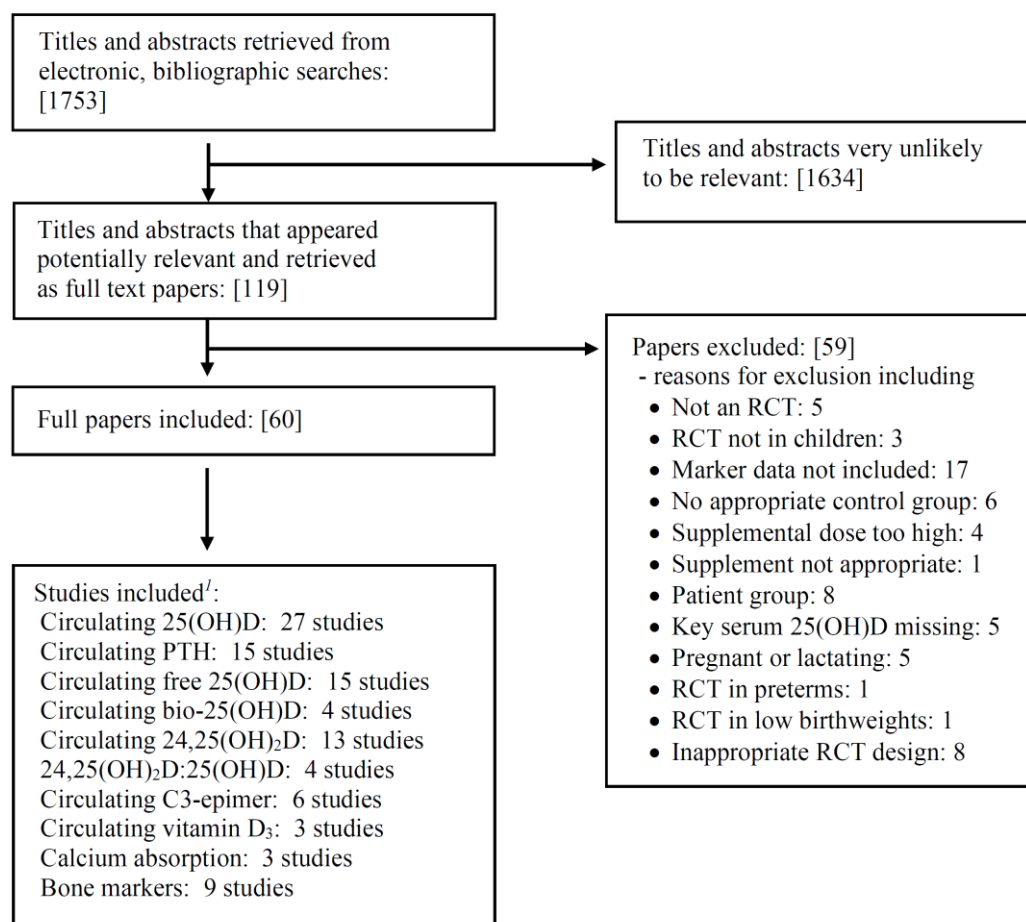 Titles and abstracts retrieved from
electronic, bibliographic searches:
[1753]
Titles and abstracts very unlikely
to be relevant: [1634]
Titles and abstracts that appeared
potentially relevant and retrieved
as full text papers: [119]
Papers excluded: [59]
- reasons for exclusion including
• Not an RCT: 5
• RCT not in children: 3
• Marker data not included: 17
• No appropriate control group: 6
• Supplemental dose too high: 4
• Supplement not appropriate: 1
• Patient group: 8
• Key serum 25(OH)D missing: 5
• Pregnant or lactating: 5
• RCT in preterms: 1
• RCT in low birthweights: 1
• Inappropriate RCT design: 8
Full papers included: [60]
Studies included¹:
Circulating 25(OH)D: 27 studies
Circulating PTH: 15 studies
Circulating free 25(OH)D: 15 studies
Circulating bio-25(OH)D: 4 studies
Circulating 24,25(OH)₂D: 13 studies
24,25(OH)₂D:25(OH)D: 4 studies
Circulating C3-epimer: 6 studies
Circulating vitamin D₃: 3 studies
Calcium absorption: 3 studies
Bone markers: 9 studies